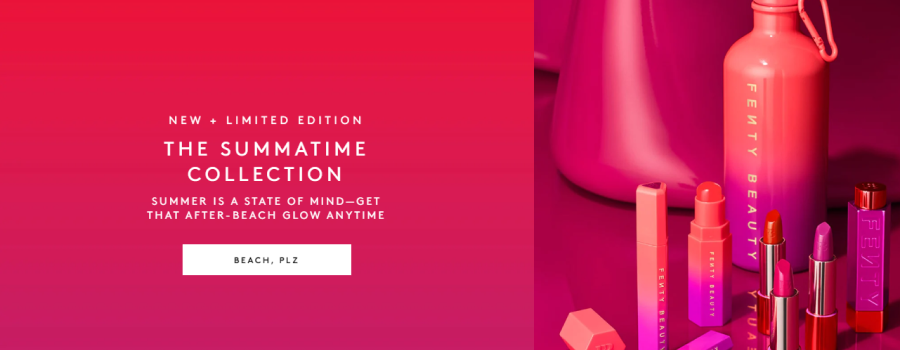 NEW + LIMITED EDITION
THE SUMMATIME
COLLECTION
SUMMER IS A STATE OF MIND—GET
THAT AFTER-BEACH GLOW ANYTIME
BEACH, PLZ
FENTY BEAUTY
FENTY BEAUTY
FENTY BEAUTY
FENTY